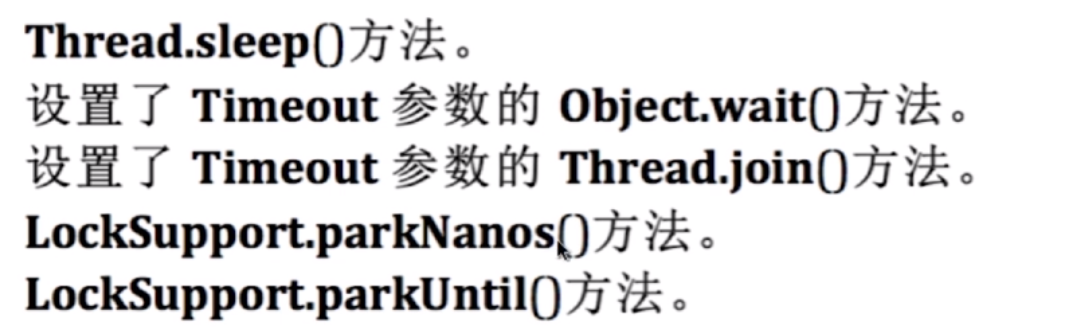 Thread.sleep()方法。
设置了 Timeout 参数的 Object.wait()方法。
设置了 Timeout 参数的 Thread.join()方法。
LockSupport.parkNanos()方法。
LockSupport.parkUntil()方法。